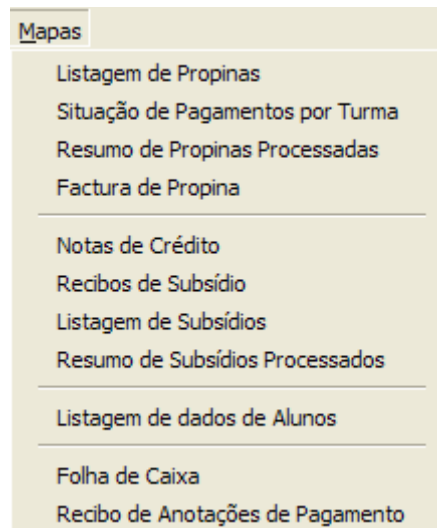 Mapas
Listagem de Propinas
Situação de Pagamentos por Turma
Resumo de Propinas Processadas
Factura de Propina
Notas de Crédito
Recibos de Subsídio
Listagem de Subsídios
Resumo de Subsídios Processados
Listagem de dados de Alunos
Folha de Caixa
Recibo de Anotações de Pagamento